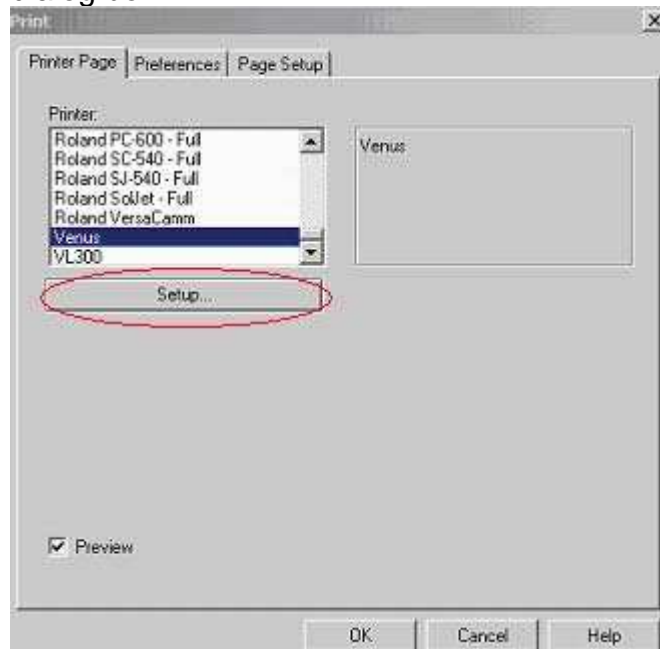 Print
Printer Page Preferences Page Setup
Printer:
Roland PC-600 - Full
Roland SC-540 - Full
Roland SJ-540 - Full
Roland SolJet - Full
Roland VersaCamm
Venus
VL300
Venus
Setup...
Preview
OK Cancel Help